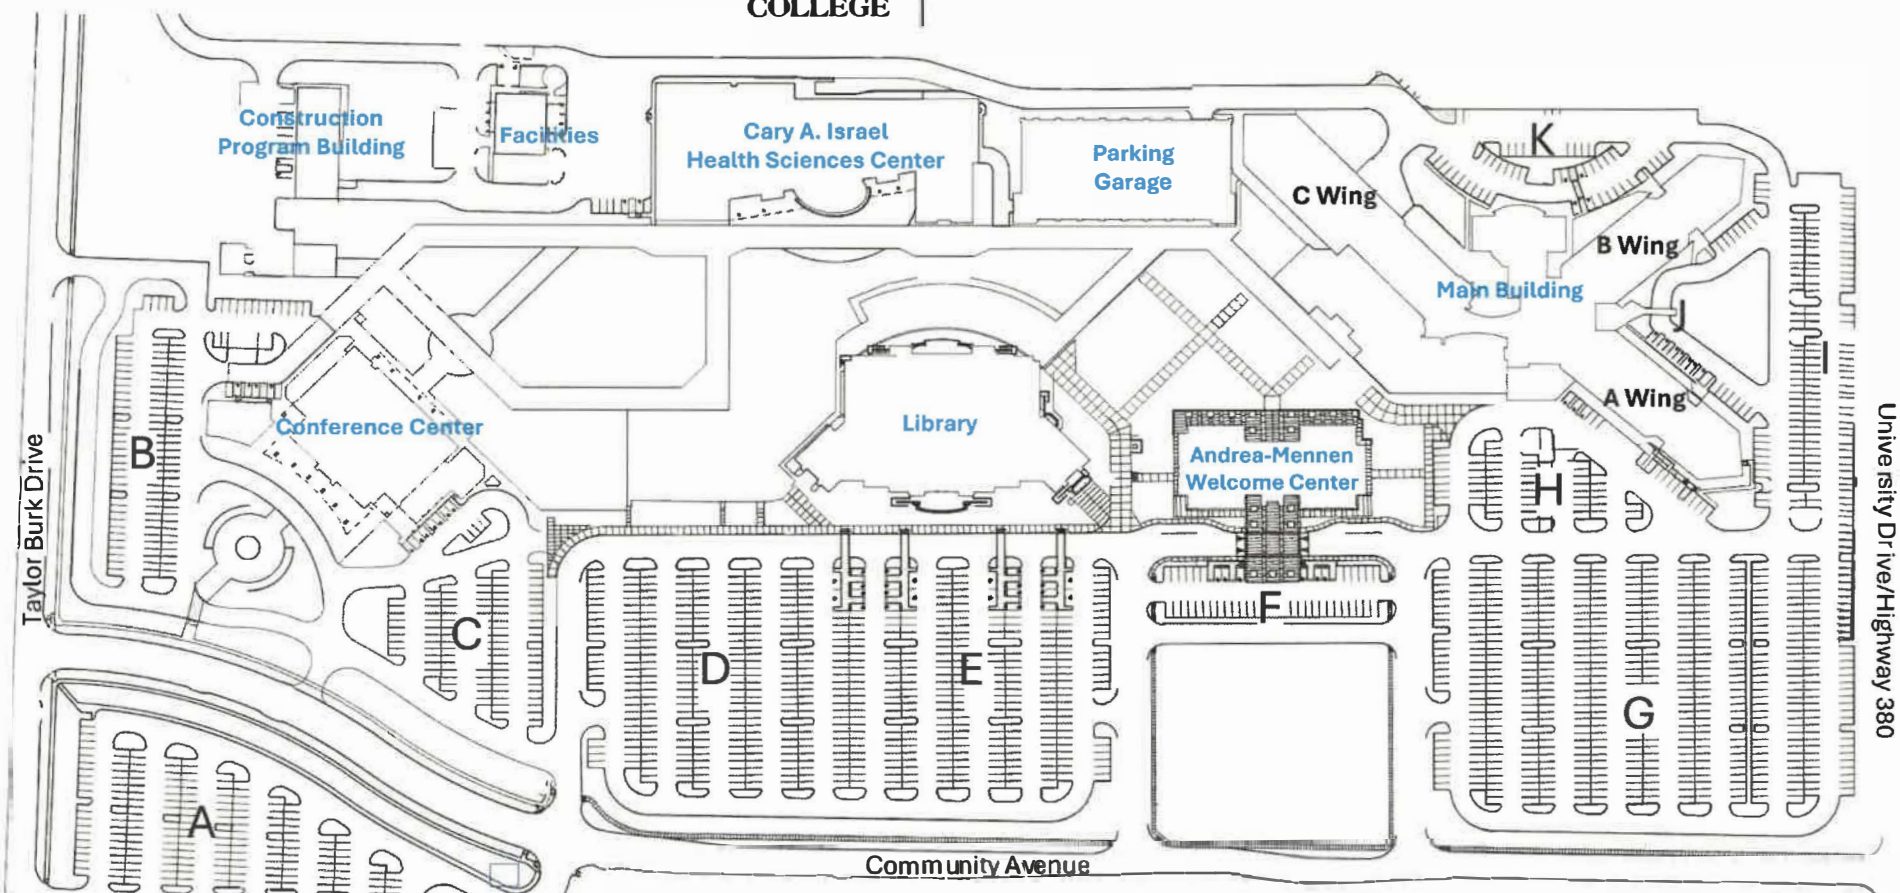 COLLEGE
Construction
Program Building
Facilities
Cary A. Israel
Health Sciences Center
Parking
Garage
C Wing
K
B Wing
Main Building
J
I
A Wing
Conference Center
Library
Andrea-Mennen
Welcome Center
B
H
C
D
E
F
G
A
Taylor Burk Drive
University Drive/Highway 380
Community Avenue